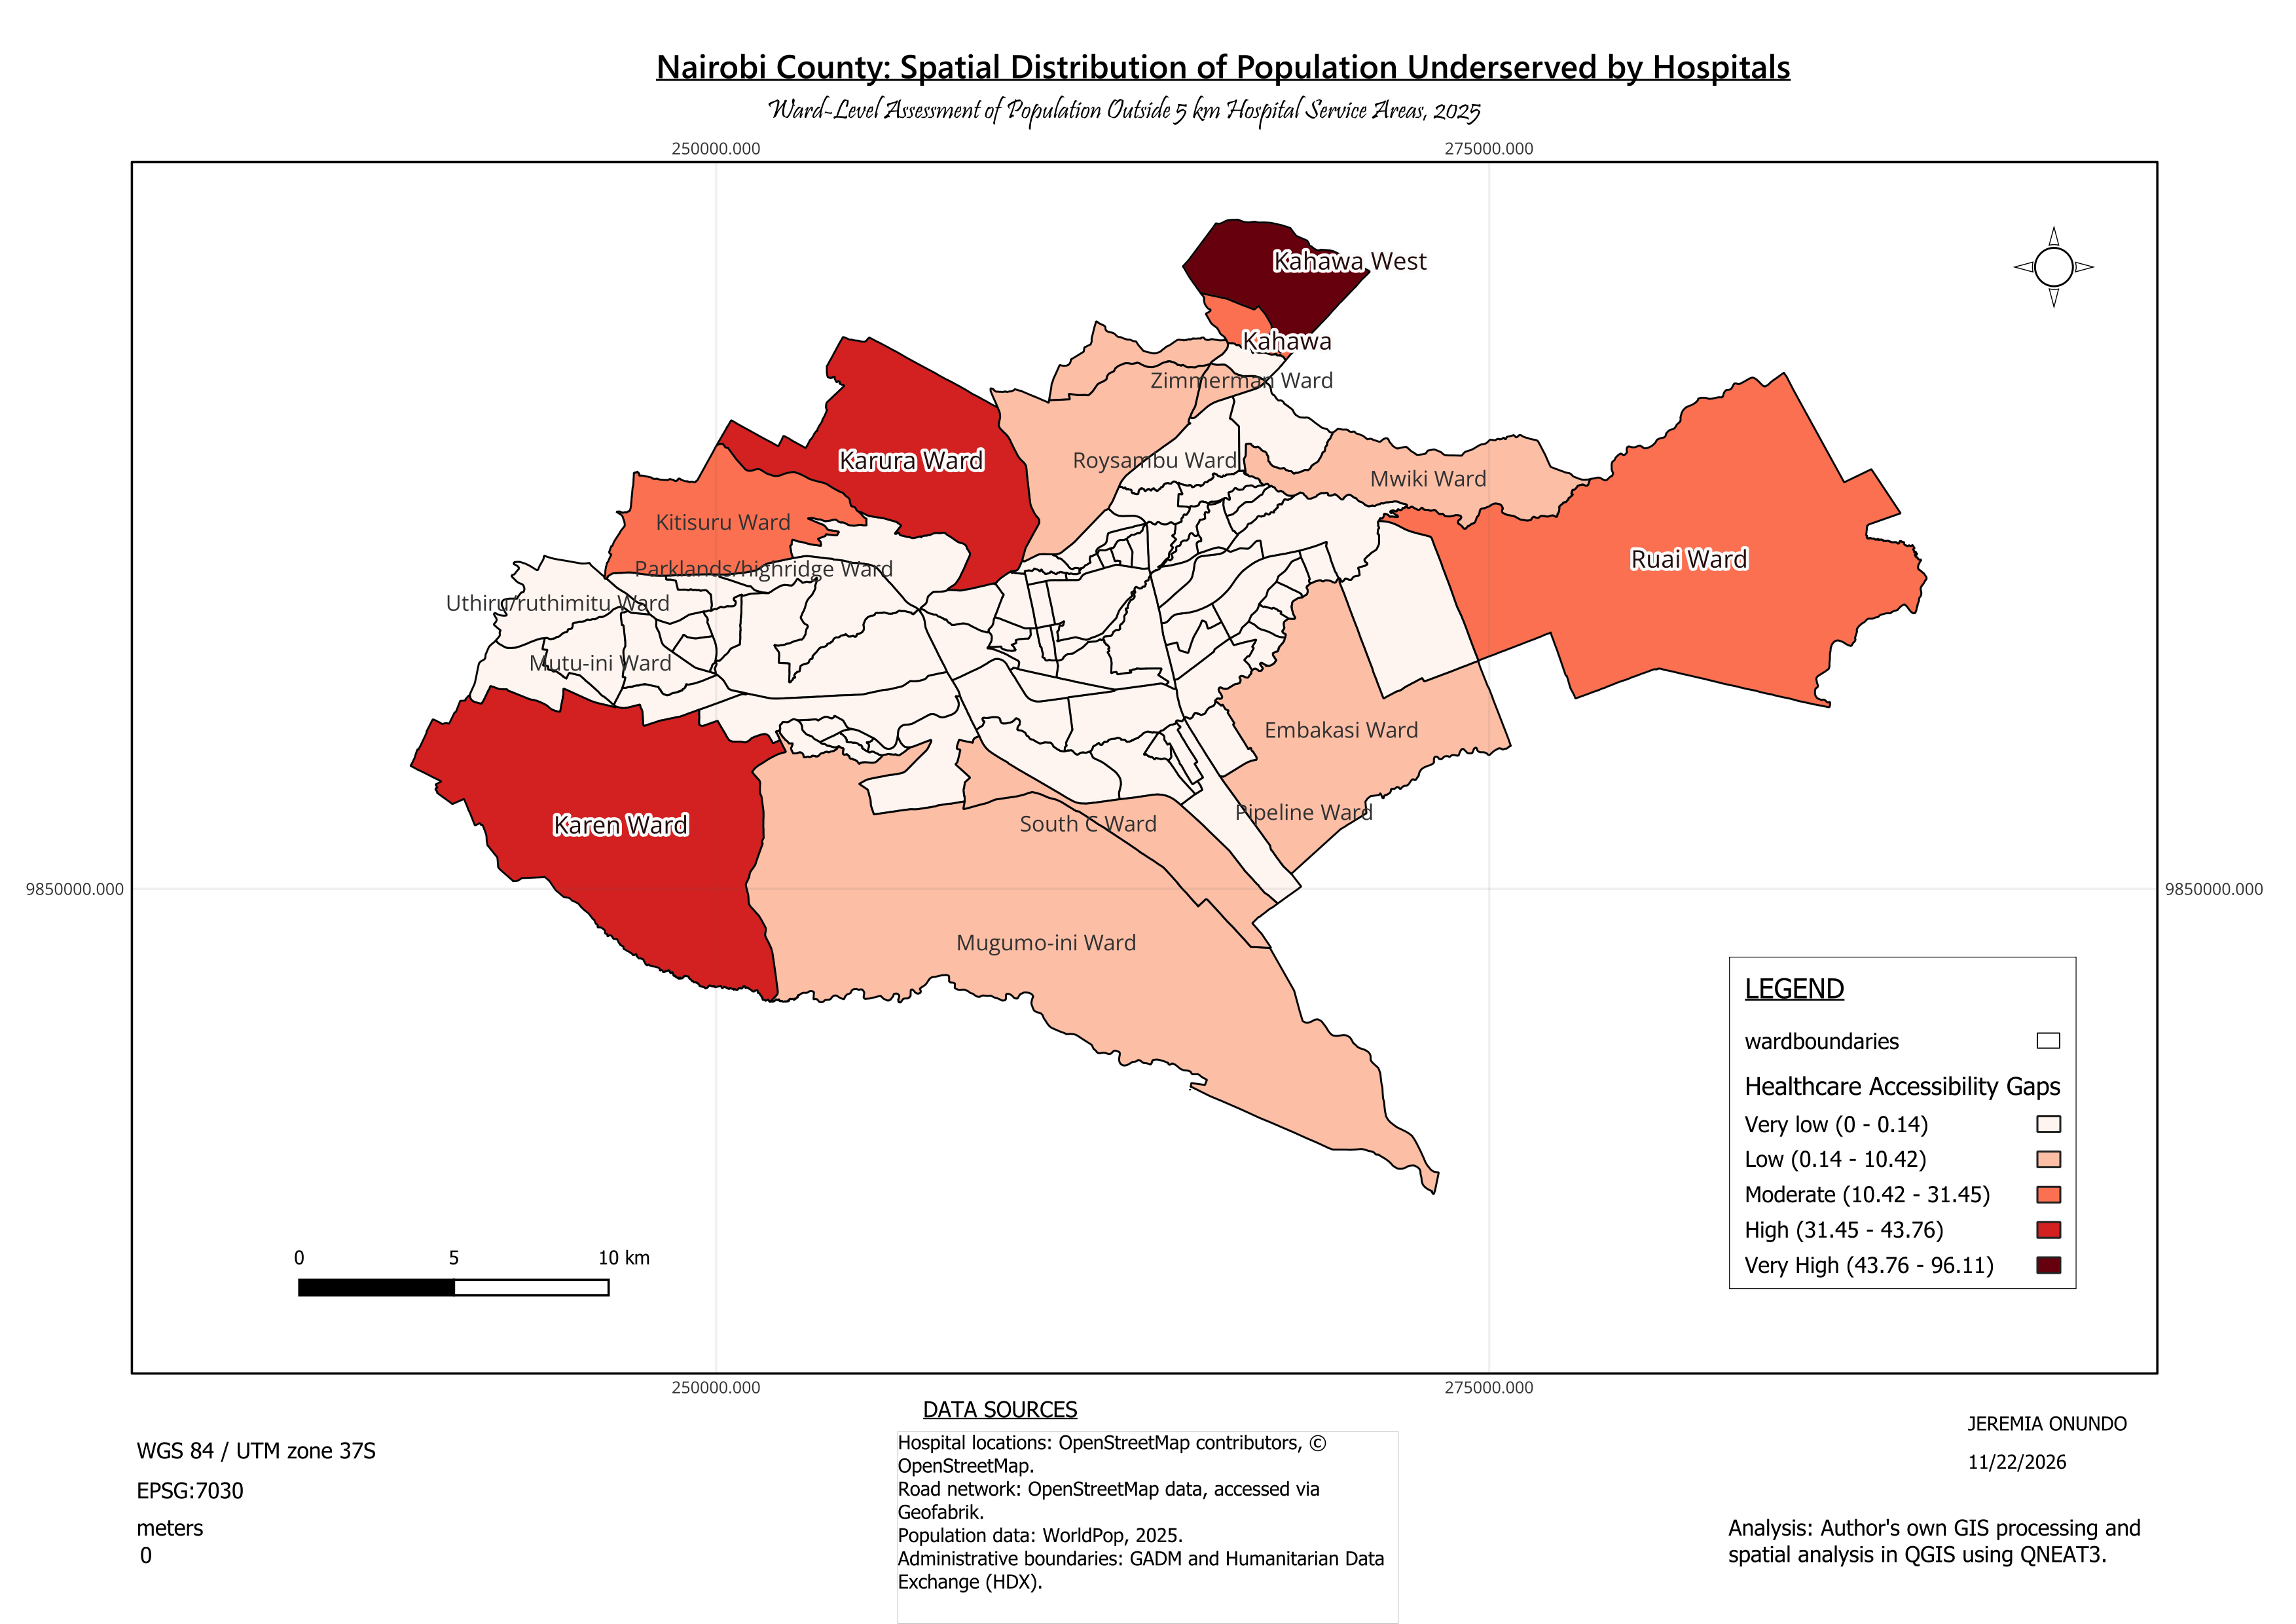 Nairobi County: Spatial Distribution of Population Underserved by Hospitals
Ward-Level Assessment of Population Outside 5 km Hospital Service Areas, 2025
250000.000
275000.000
Kahawa West
Kahawa
Zimmerman Ward
Karura Ward
Roysambu Ward
Mwiki Ward
Kitisuru Ward
Ruai Ward
Parklands/highridge Ward
Uthiru/ruthimitu Ward
Mutu-ini Ward
Embakasi Ward
Pipeline Ward
Karen Ward
South C Ward
9850000.000
9850000.000
Mugumo-ini Ward
LEGEND
wardboundaries
Healthcare Accessibility Gaps
Very low (0 - 0.14)
Low (0.14 - 10.42)
Moderate (10.42 - 31.45)
High (31.45 - 43.76)
Very High (43.76 - 96.11)
0 5 10 km
250000.000
275000.000
WGS 84 / UTM zone 37S
EPSG:7030
meters
0
DATA SOURCES
Hospital locations: OpenStreetMap contributors, ©
OpenStreetMap.
Road network: OpenStreetMap data, accessed via
Geofabrik.
Population data: WorldPop, 2025.
Administrative boundaries: GADM and Humanitarian Data
Exchange (HDX).
JEREMIA ONUNDO
11/22/2026
Analysis: Author's own GIS processing and
spatial analysis in QGIS using QNEAT3.